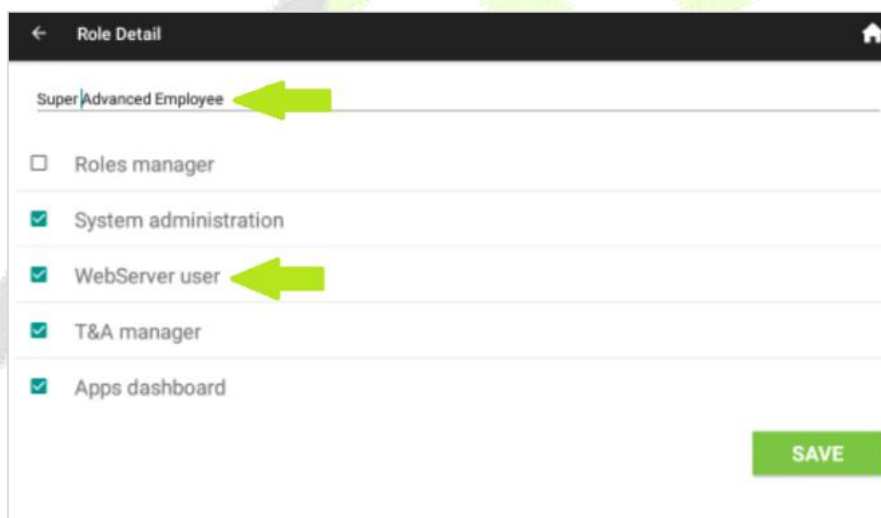 Role Detail
Super Advanced Employee
Roles manager
System administration
WebServer user
T&A manager
Apps dashboard
SAVE